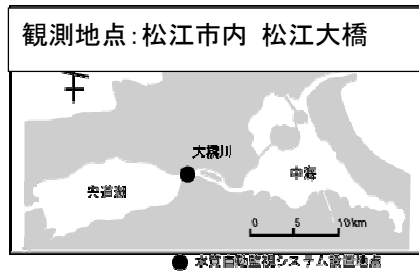 観測地点:松江市内 松江大橋
大橋川
宍道湖
中海
0 5 10km
● 水質自動監視システム設置地点